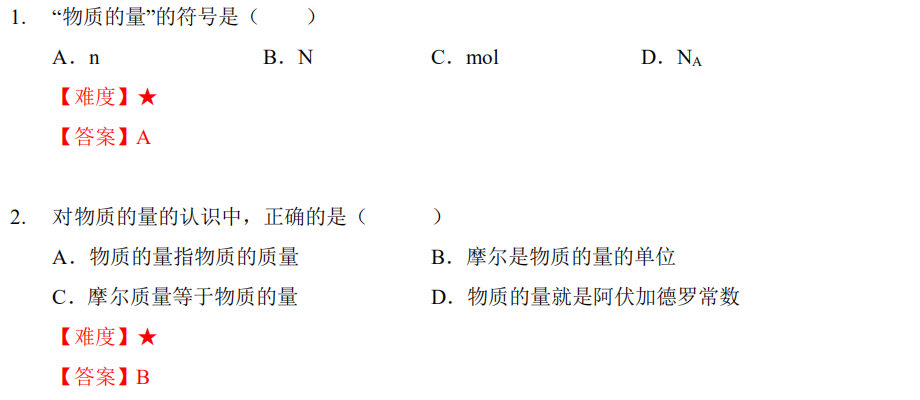 1. “物质的量”的符号是（ ）
A．n B．N C．mol D．NA
【难度】★
【答案】A
2. 对物质的量的认识中，正确的是（ ）
A．物质的量指物质的质量 B．摩尔是物质的量的单位
C．摩尔质量等于物质的量 D．物质的量就是阿伏加德罗常数
【难度】★
【答案】B